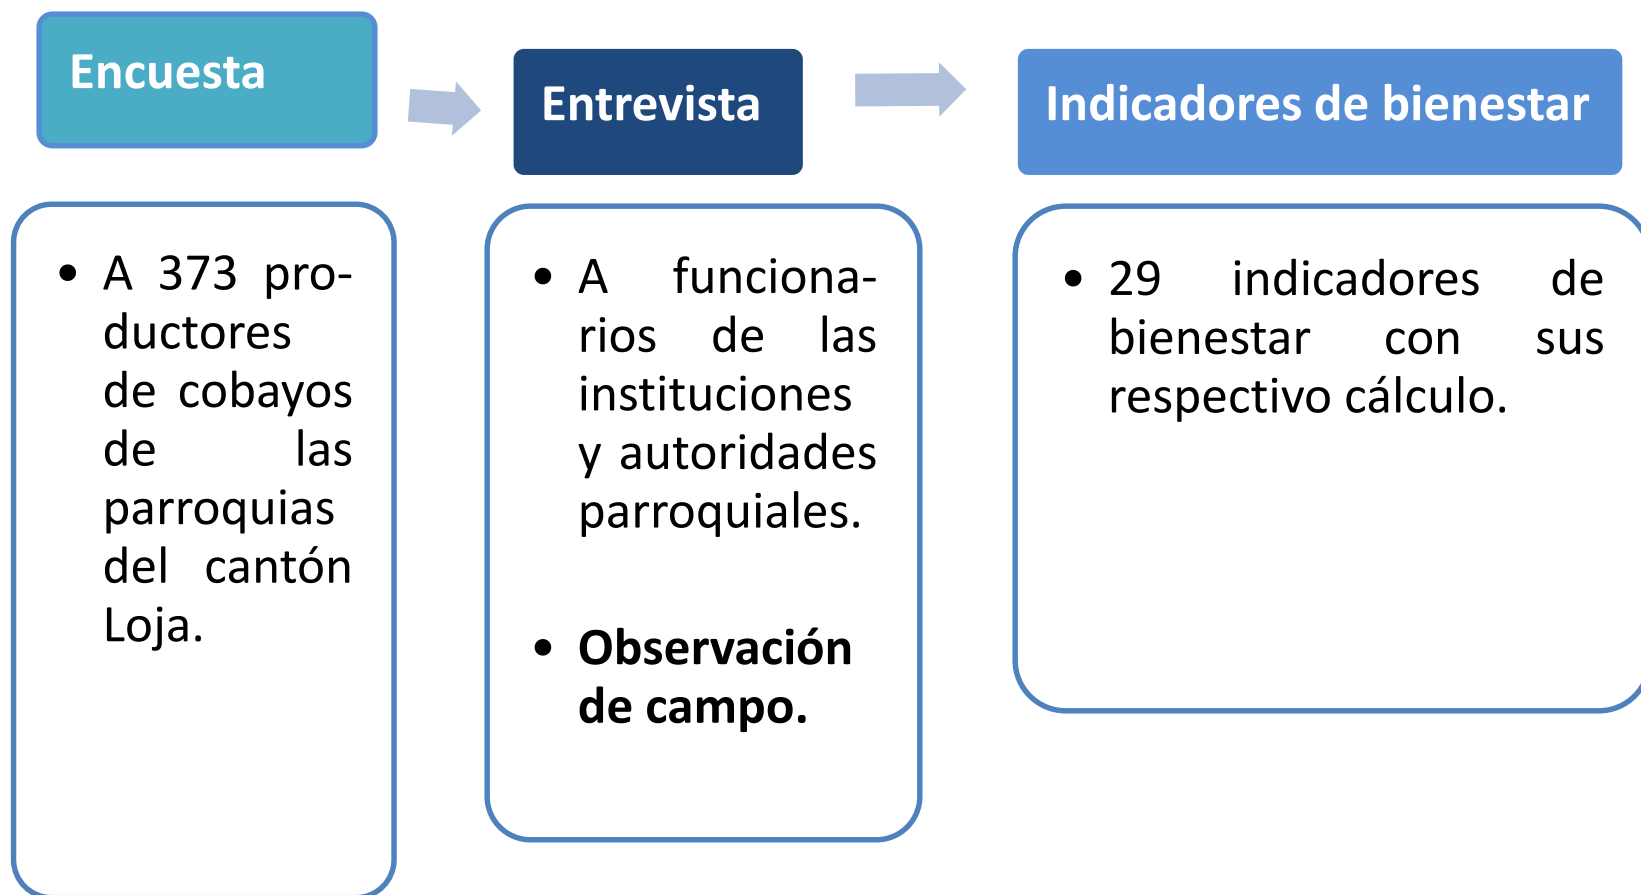 Encuesta
• A 373 pro-
ductores
de cobayos
de las
parroquias
del cantón
Loja.
Entrevista
• A funciona-
rios de las
instituciones
y autoridades
parroquiales.
• Observación
de campo.
Indicadores de bienestar
• 29 indicadores de
bienestar con sus
respectivo cálculo.